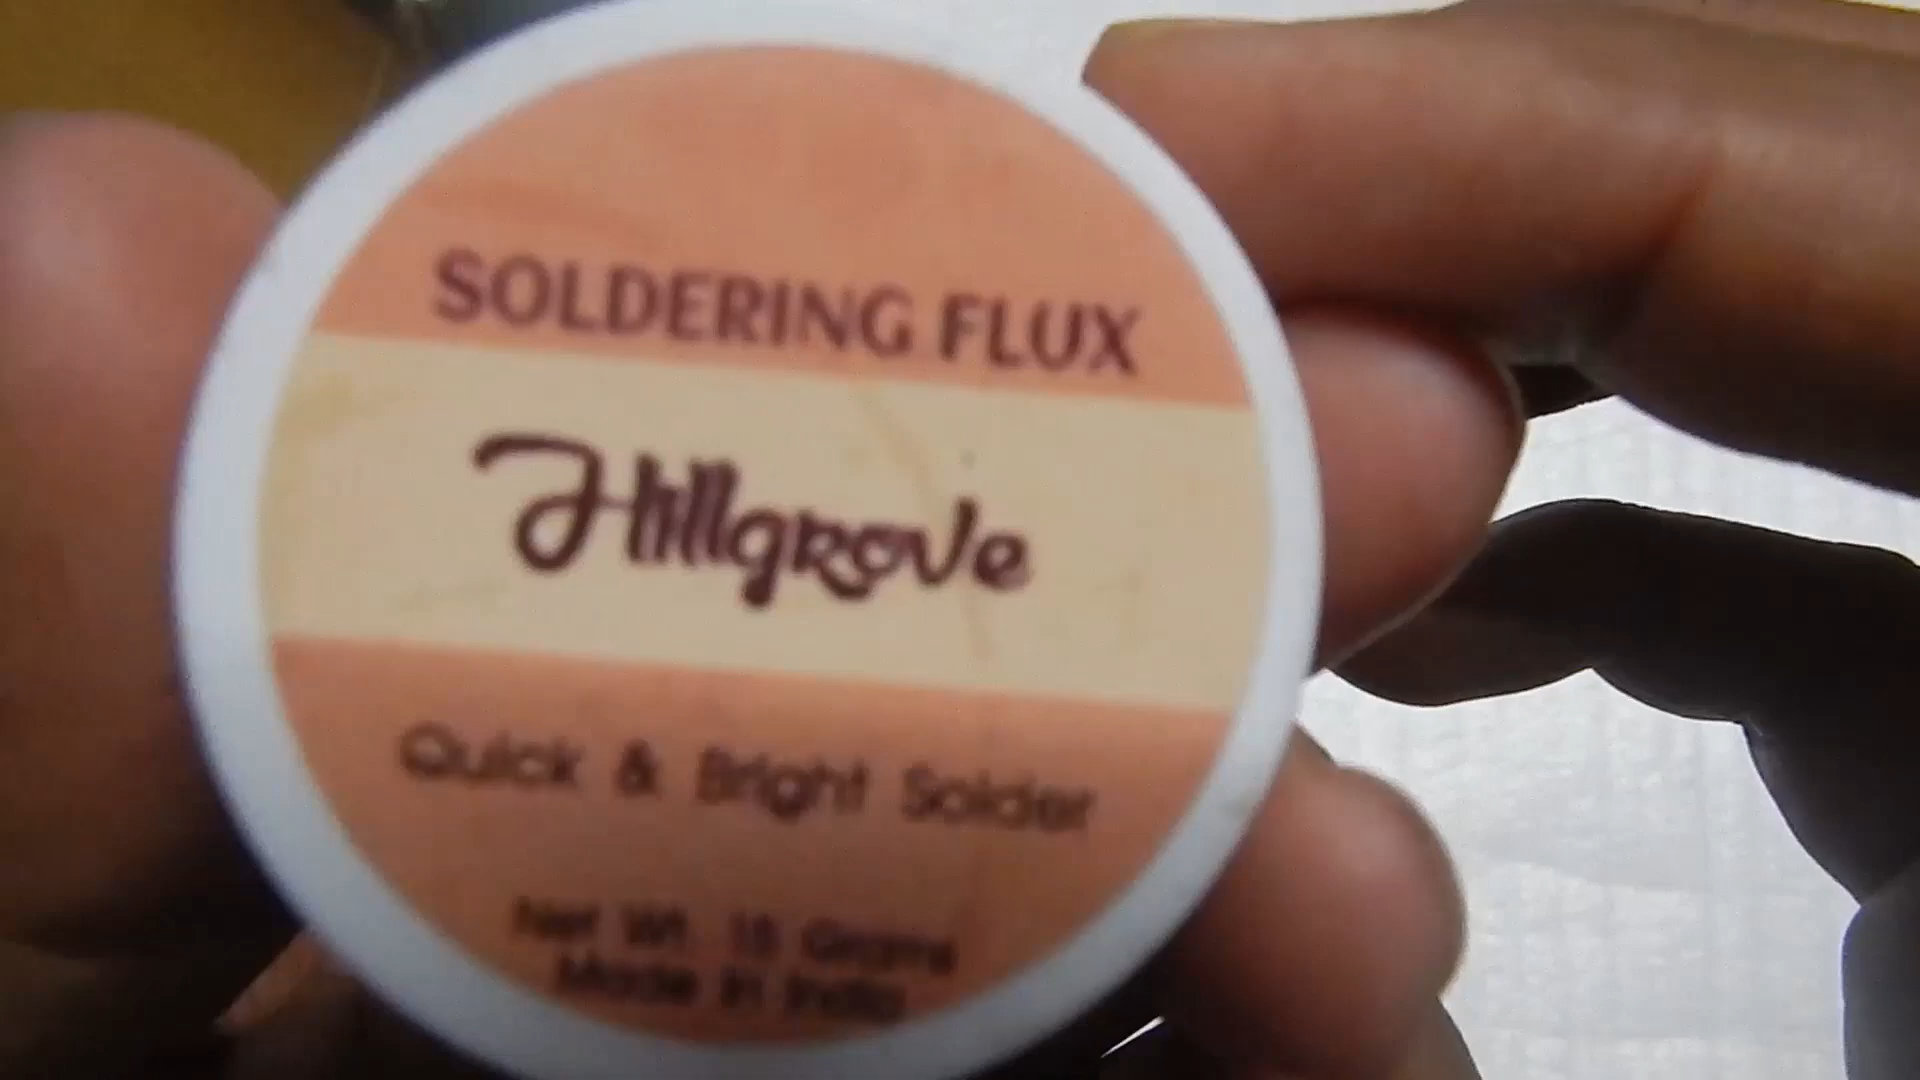 SOLDERING FLUX
Hillgrove
Quick & Bright Solder
Net Wt. 15 Grams
Made in India